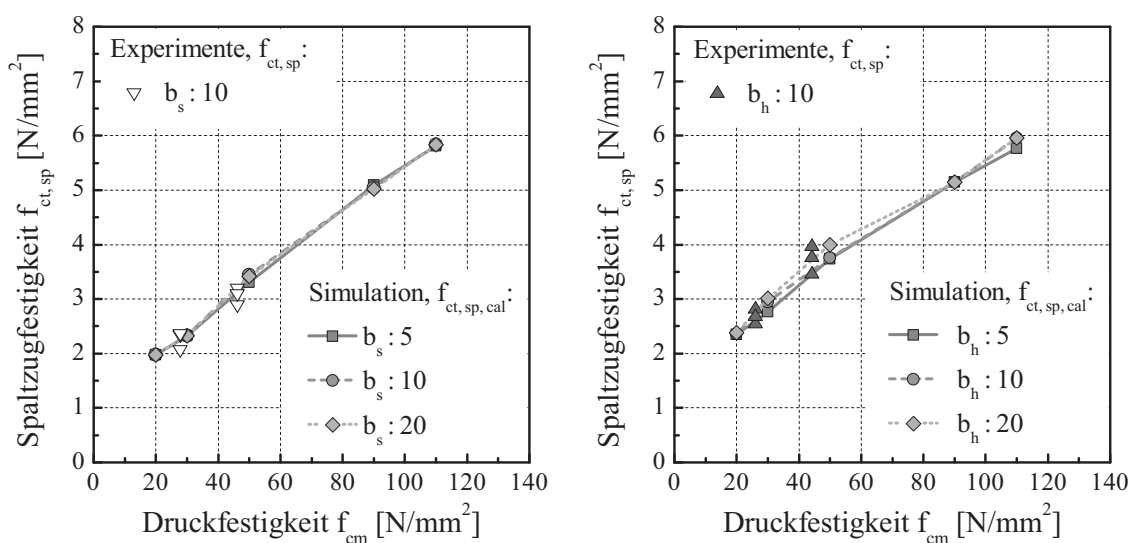 8
7
6
5
4
3
2
1
0
Spaltzugfestigkeit f_ct, sp [N/mm²]
Experimente, f_ct, sp:
b_s : 10
Simulation, f_ct, sp, cal:
b_s : 5
b_s : 10
b_s : 20
0 20 40 60 80 100 120 140
Druckfestigkeit f_cm [N/mm²]
8
7
6
5
4
3
2
1
0
Spaltzugfestigkeit f_ct, sp [N/mm²]
Experimente, f_ct, sp:
b_h : 10
Simulation, f_ct, sp, cal:
b_h : 5
b_h : 10
b_h : 20
0 20 40 60 80 100 120 140
Druckfestigkeit f_cm [N/mm²]